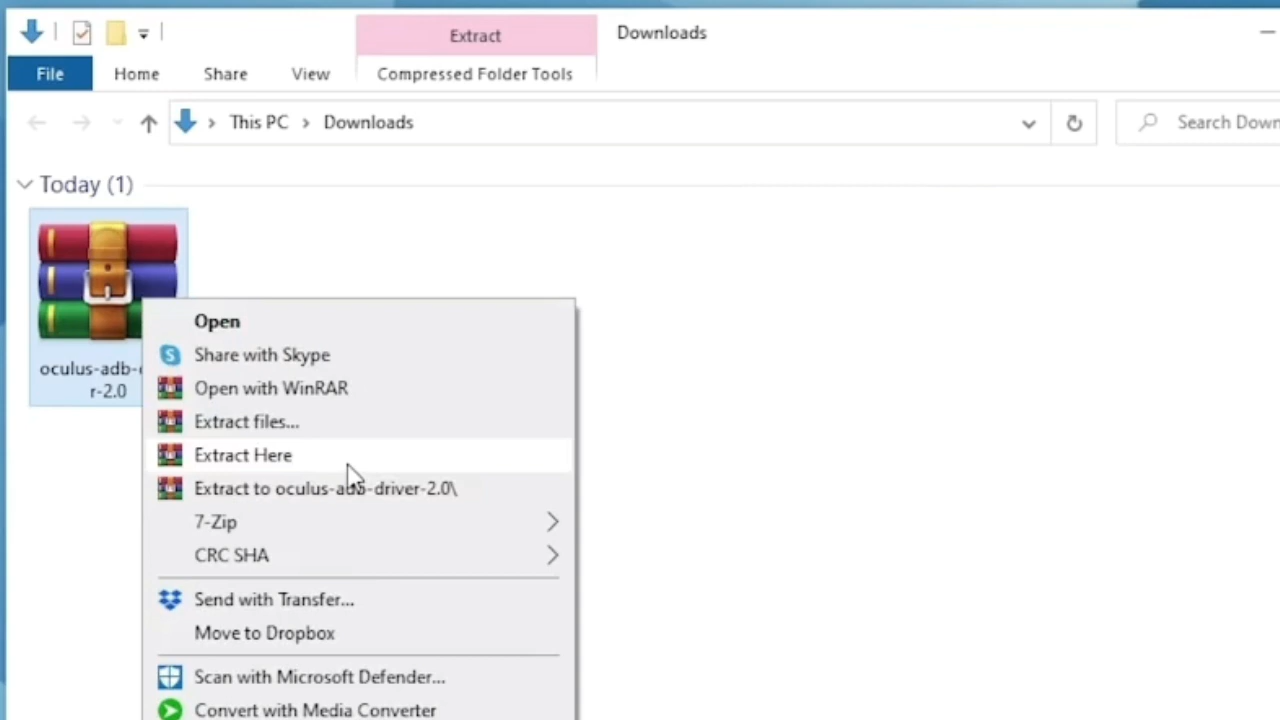 Extract
Downloads
File
Home
Share
View
Compressed Folder Tools
This PC
Downloads
Search Down
Today (1)
oculus-adb-
r-2.0
Open
Share with Skype
Open with WinRAR
Extract files...
Extract Here
Extract to oculus-adb-driver-2.0\
7-Zip
CRC SHA
Send with Transfer...
Move to Dropbox
Scan with Microsoft Defender...
Convert with Media Converter